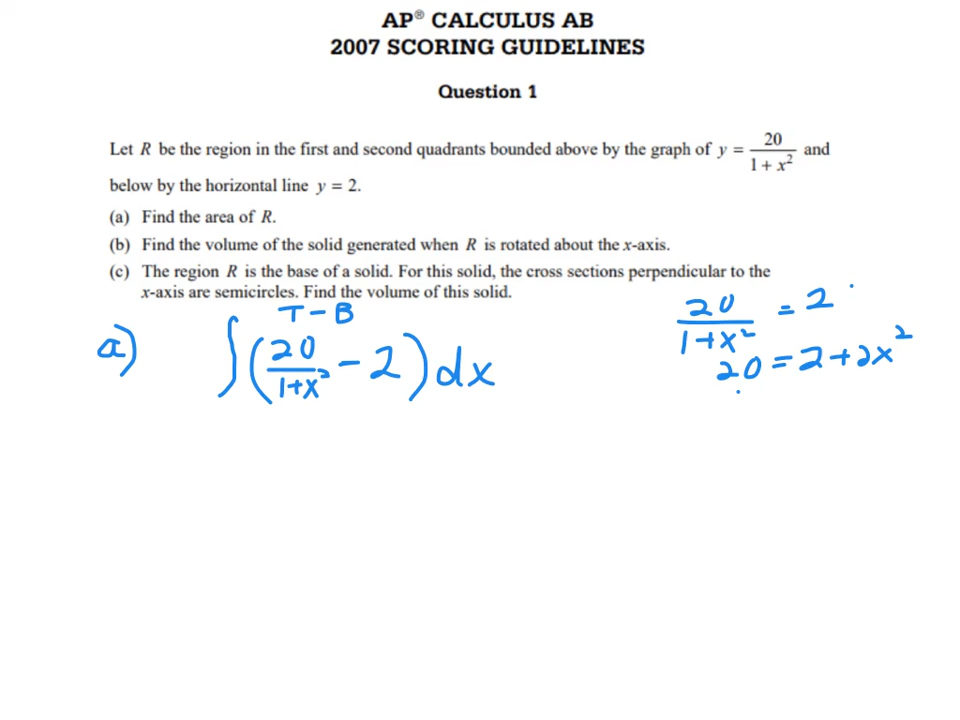 AP® CALCULUS AB
2007 SCORING GUIDELINES
Question 1
Let R be the region in the first and second quadrants bounded above by the graph of y = 20/(1 + x²) and
below by the horizontal line y = 2.
(a) Find the area of R.
(b) Find the volume of the solid generated when R is rotated about the x-axis.
(c) The region R is the base of a solid. For this solid, the cross sections perpendicular to the
x-axis are semicircles. Find the volume of this solid.
T - B
a) ∫(20/(1+x²) - 2)dx
20/(1+x²) = 2
20 = 2 + 2x²